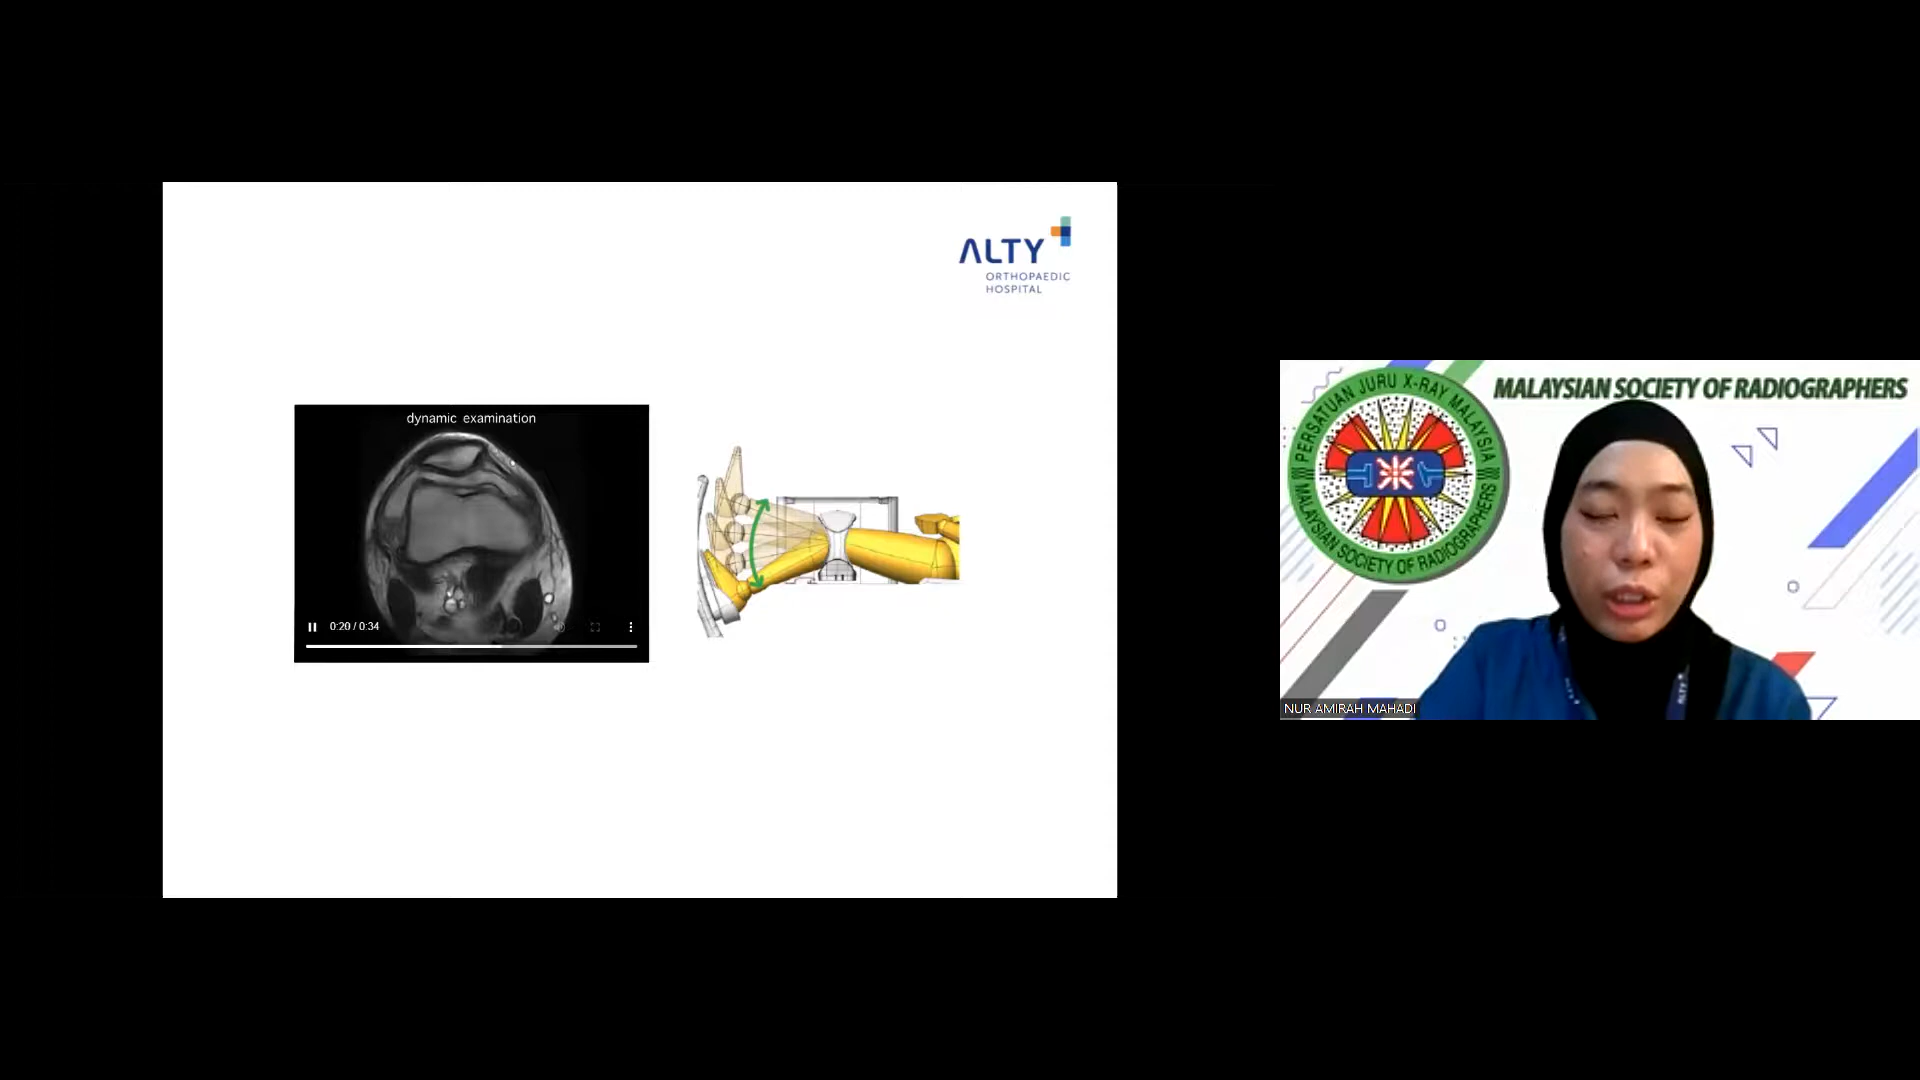 ALTY
ORTHOPAEDIC
HOSPITAL
dynamic examination
0:20 / 0:34
MALAYSIAN SOCIETY OF RADIOGRAPHERS
PERSATUAN JURU X-RAY MALAYSIA
MALAYSIAN SOCIETY OF RADIOGRAPHERS
ALTY
NUR AMIRAH MAHADI